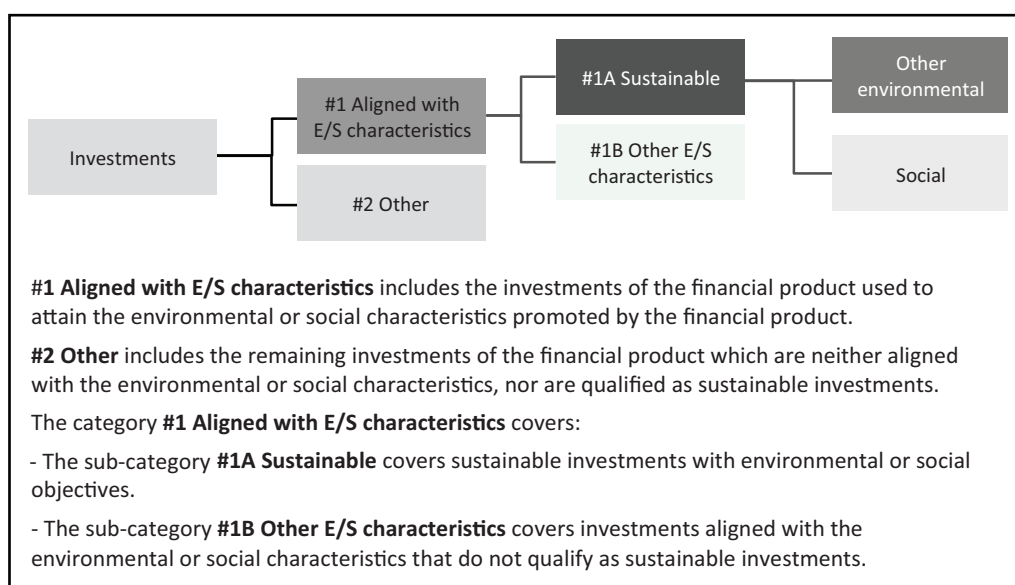 Investments
#1 Aligned with
E/S characteristics
#2 Other
#1A Sustainable
#1B Other E/S
characteristics
Other
environmental
Social
#1 Aligned with E/S characteristics includes the investments of the financial product used to
attain the environmental or social characteristics promoted by the financial product.
#2 Other includes the remaining investments of the financial product which are neither aligned
with the environmental or social characteristics, nor are qualified as sustainable investments.
The category #1 Aligned with E/S characteristics covers:
- The sub-category #1A Sustainable covers sustainable investments with environmental or social
objectives.
- The sub-category #1B Other E/S characteristics covers investments aligned with the
environmental or social characteristics that do not qualify as sustainable investments.